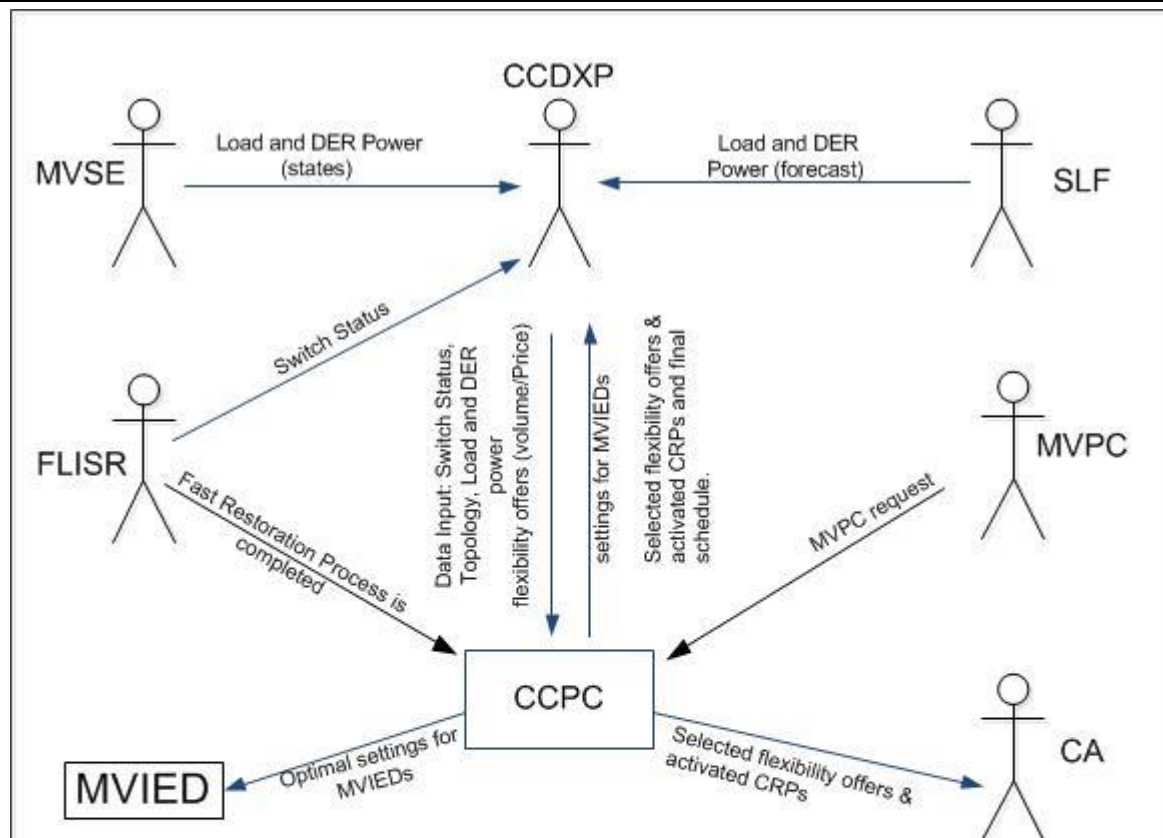 CCDXP
MVSE
Load and DER Power
(states)
Load and DER
Power (forecast)
SLF
Switch Status
FLISR
Fast Restoration Process is
completed
Data Input: Switch Status,
Topology, Load and DER
power
flexibility offers (volume/Price)
settings for MVIEDs
Selected flexibility offers &
activated CRPs and final
schedule.
MVPC
MVPC request
CCPC
MVIED
Optimal settings for
MVIEDs
Selected flexibility offers &
activated CRPs
CA